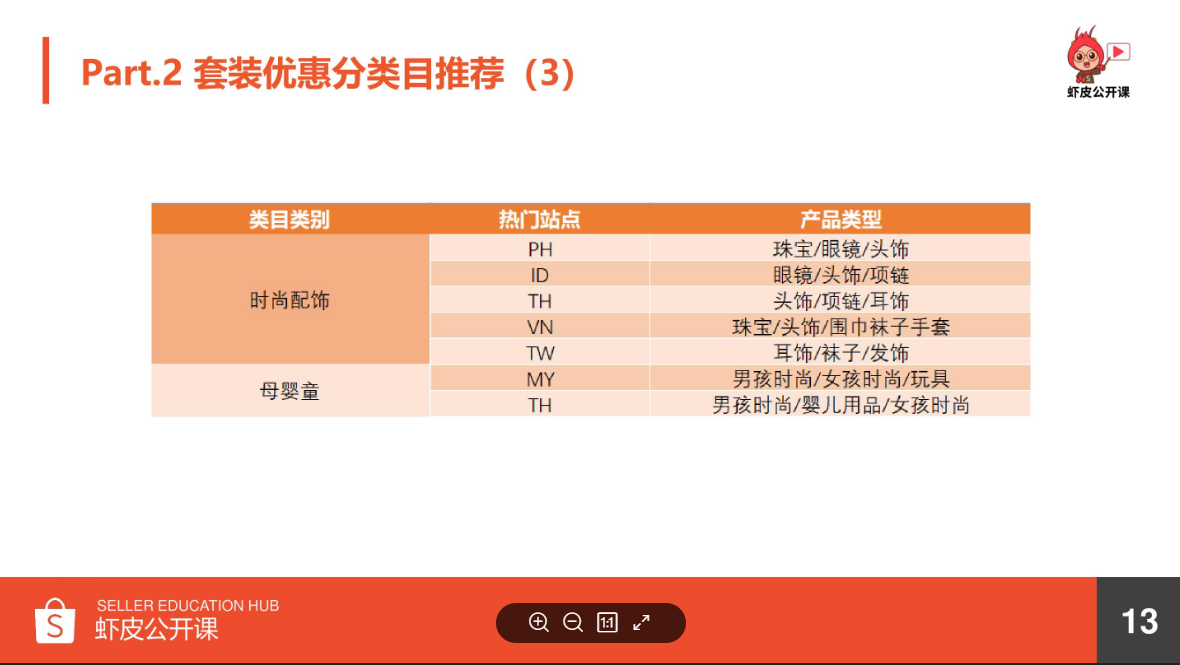 Part.2 套装优惠分类目推荐（3）
虾皮公开课
类目类别 热门站点 产品类型
时尚配饰
PH 珠宝/眼镜/头饰
ID 眼镜/头饰/项链
TH 头饰/项链/耳饰
VN 珠宝/头饰/围巾袜子手套
TW 耳饰/袜子/发饰
母婴童
MY 男孩时尚/女孩时尚/玩具
TH 男孩时尚/婴儿用品/女孩时尚
S
SELLER EDUCATION HUB
虾皮公开课
1:1
13